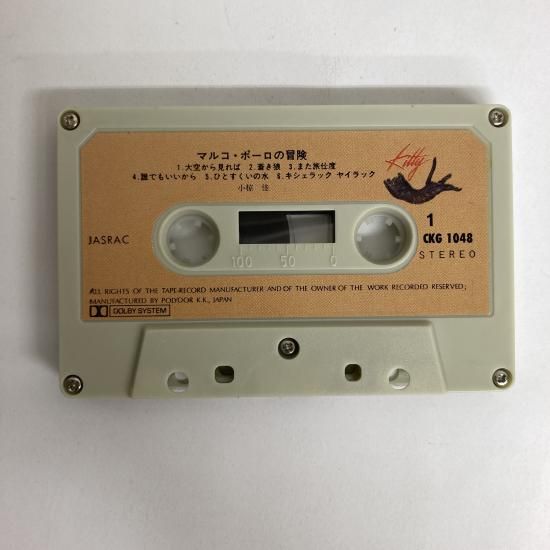 マルコ・ポーロの冒険
1.大空から見れば 2.蒼き狼 3.また旅仕度
4.誰でもいいから 5.ひとすくいの水 6.キシェラック ヤイラック
小椋 佳
Kitty
JASRAC
1
CKG 1048
STEREO
100 50 0
ALL RIGHTS OF THE TAPE-RECORD MANUFACTURER AND OF THE OWNER OF THE WORK RECORDED RESERVED;
MANUFACTURED BY POLYDOR K.K., JAPAN
DOLBY SYSTEM